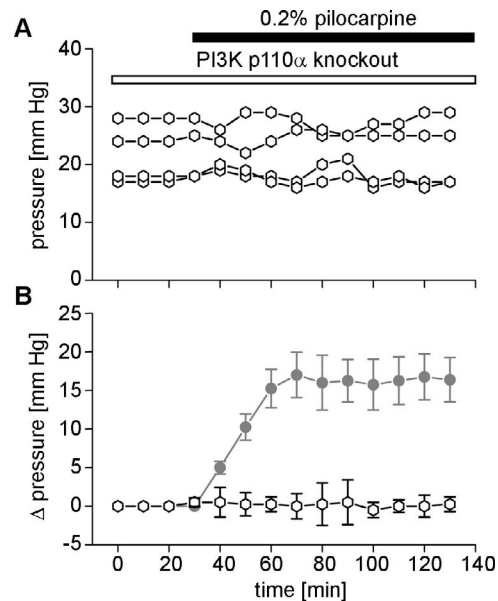 A
0.2% pilocarpine
PI3K p110α knockout
40
30
20
10
0
pressure [mm Hg]
B
25
20
15
10
5
0
-5
Δ pressure [mm Hg]
0 20 40 60 80 100 120 140
time [min]